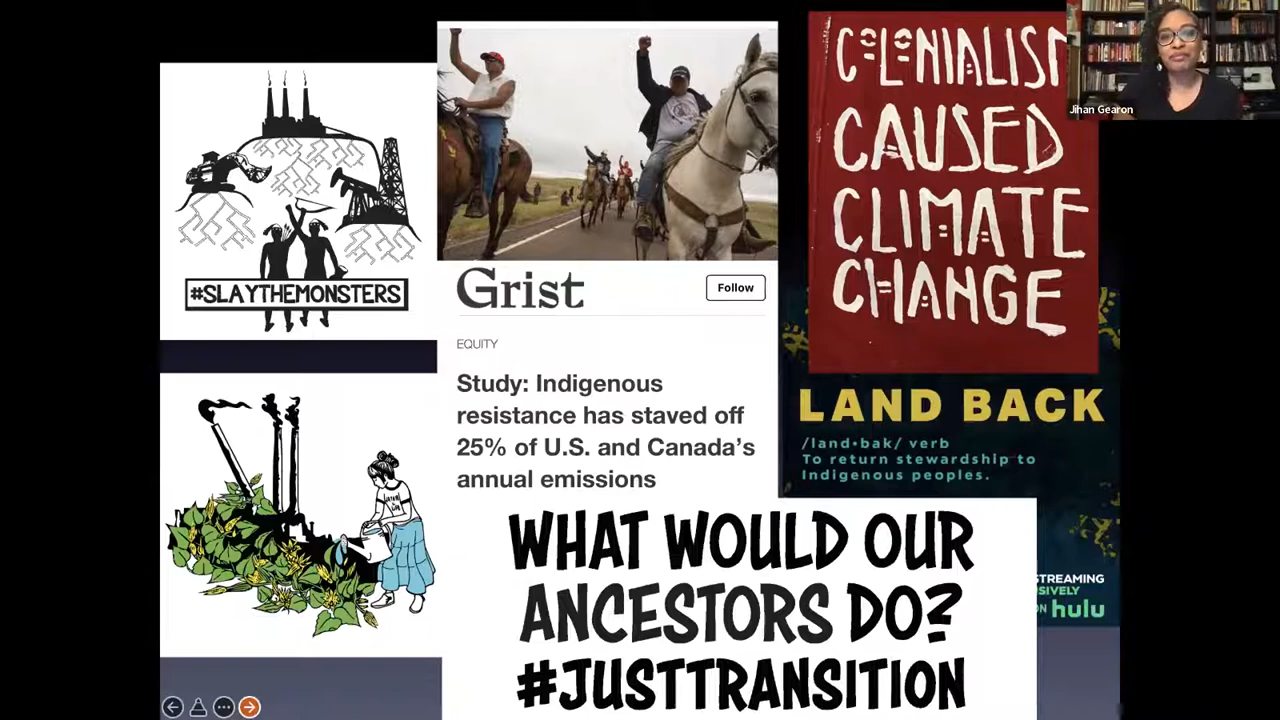 #SLAYTHEMONSTERS
Grist
Follow
EQUITY
Study: Indigenous
resistance has staved off
25% of U.S. and Canada's
annual emissions
COLONIALISM
CAUSED
CLIMATE
CHANGE
Jihan Gearon
LAND BACK
/land•bak/ verb
To return stewardship to
Indigenous peoples.
STREAMING
SIVELY
ON hulu
WHAT WOULD OUR
ANCESTORS DO?
#JUSTTRANSITION